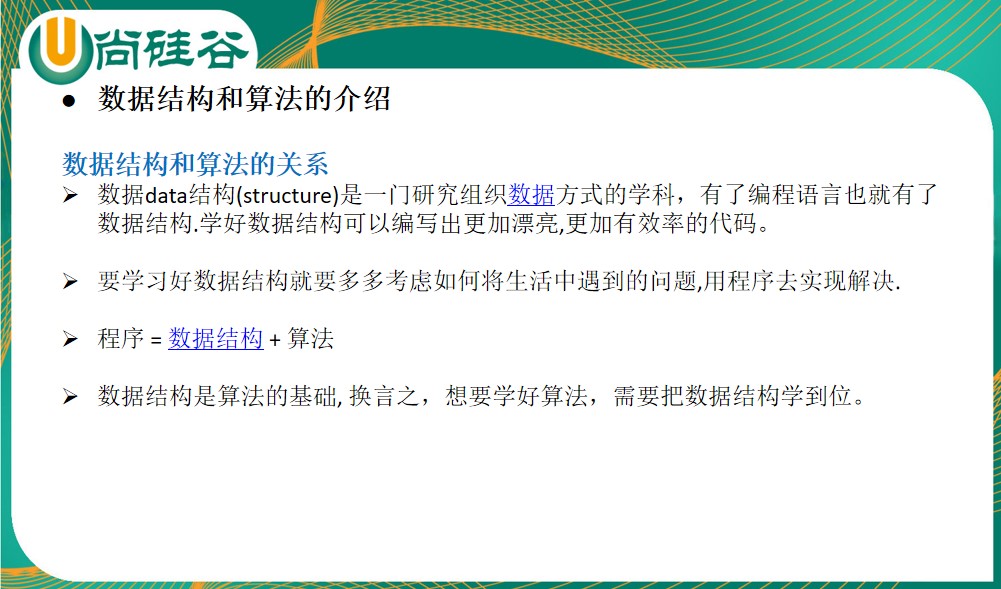 尚硅谷
● 数据结构和算法的介绍
数据结构和算法的关系
➢ 数据data结构(structure)是一门研究组织数据方式的学科，有了编程语言也就有了
数据结构.学好数据结构可以编写出更加漂亮,更加有效率的代码。
➢ 要学习好数据结构就要多多考虑如何将生活中遇到的问题,用程序去实现解决.
➢ 程序 = 数据结构 + 算法
➢ 数据结构是算法的基础, 换言之，想要学好算法，需要把数据结构学到位。